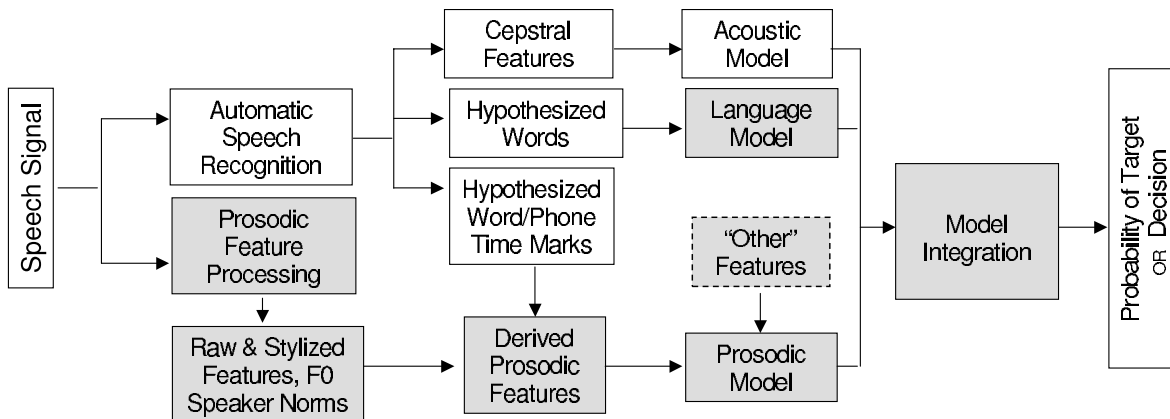 Speech Signal
Automatic
Speech
Recognition
Prosodic
Feature
Processing
Raw & Stylized
Features, F0
Speaker Norms
Cepstral
Features
Hypothesized
Words
Hypothesized
Word/Phone
Time Marks
Derived
Prosodic
Features
Acoustic
Model
Language
Model
“Other”
Features
Prosodic
Model
Model
Integration
Probability of Target
OR Decision